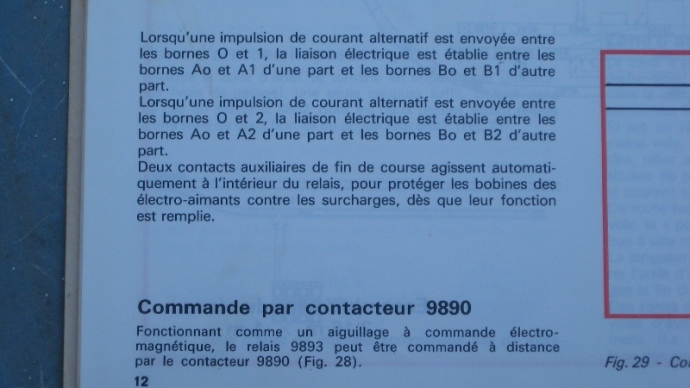 Lorsqu'une impulsion de courant alternatif est envoyée entre
les bornes O et 1, la liaison électrique est établie entre les
bornes Ao et A1 d'une part et les bornes Bo et B1 d'autre
part.
Lorsqu'une impulsion de courant alternatif est envoyée entre
les bornes O et 2, la liaison électrique est établie entre les
bornes Ao et A2 d'une part et les bornes Bo et B2 d'autre
part.
Deux contacts auxiliaires de fin de course agissent automati-
quement à l'intérieur du relais, pour protéger les bobines des
électro-aimants contre les surcharges, dès que leur fonction
est remplie.
Commande par contacteur 9890
Fonctionnant comme un aiguillage à commande électro-
magnétique, le relais 9893 peut être commandé à distance
par le contacteur 9890 (Fig. 28).
12
Fig. 29 - Co